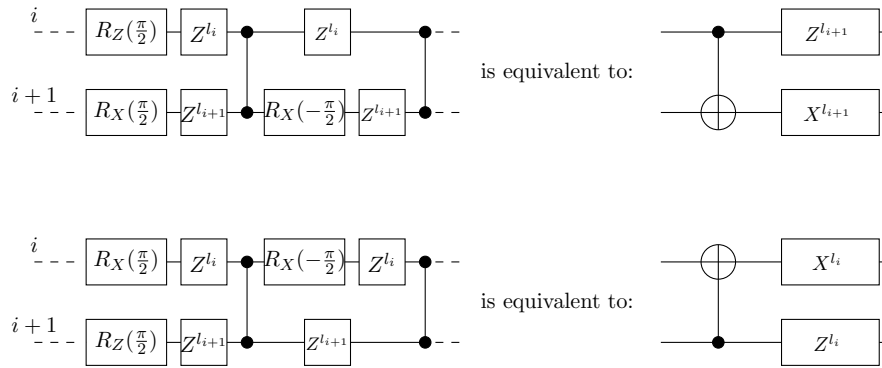 i
R_Z(π/2) Z^{l_i} Z^{l_i} Z^{l_{i+1}}
is equivalent to:
i + 1
R_X(π/2) Z^{l_{i+1}} R_X(−π/2) Z^{l_{i+1}} X^{l_{i+1}}
i
R_X(π/2) Z^{l_i} R_X(−π/2) Z^{l_i} X^{l_i}
is equivalent to:
i + 1
R_Z(π/2) Z^{l_{i+1}} Z^{l_{i+1}} Z^{l_i}